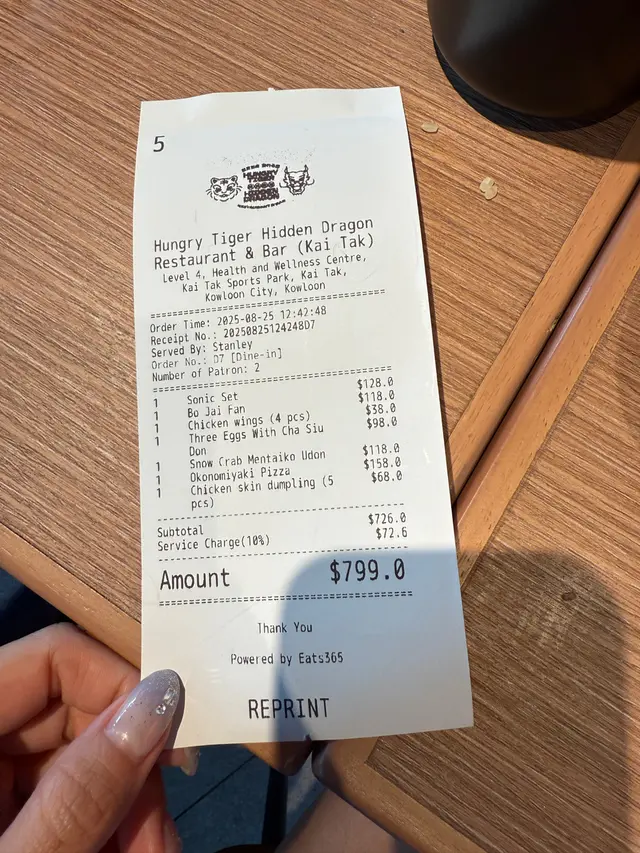 5
HUNGRY
TIGER
HIDDEN
DRAGON
Hungry Tiger Hidden Dragon
Restaurant & Bar (Kai Tak)
Level 4, Health and Wellness Centre,
Kai Tak Sports Park, Kai Tak,
Kowloon City, Kowloon
Order Time: 2025-08-25 12:42:48
Receipt No.: 20250825124248D7
Served By: Stanley
Order No.: D7 [Dine-in]
Number of Patron: 2
1 Sonic Set $128.0
1 Bo Jai Fan $118.0
1 Chicken wings (4 pcs) $38.0
1 Three Eggs With Cha Siu $98.0
Don
1 Snow Crab Mentaiko Udon $118.0
1 Okonomiyaki Pizza $158.0
1 Chicken skin dumpling (5 $68.0
pcs)
Subtotal $726.0
Service Charge(10%) $72.6
Amount $799.0
Thank You
Powered by Eats365
REPRINT